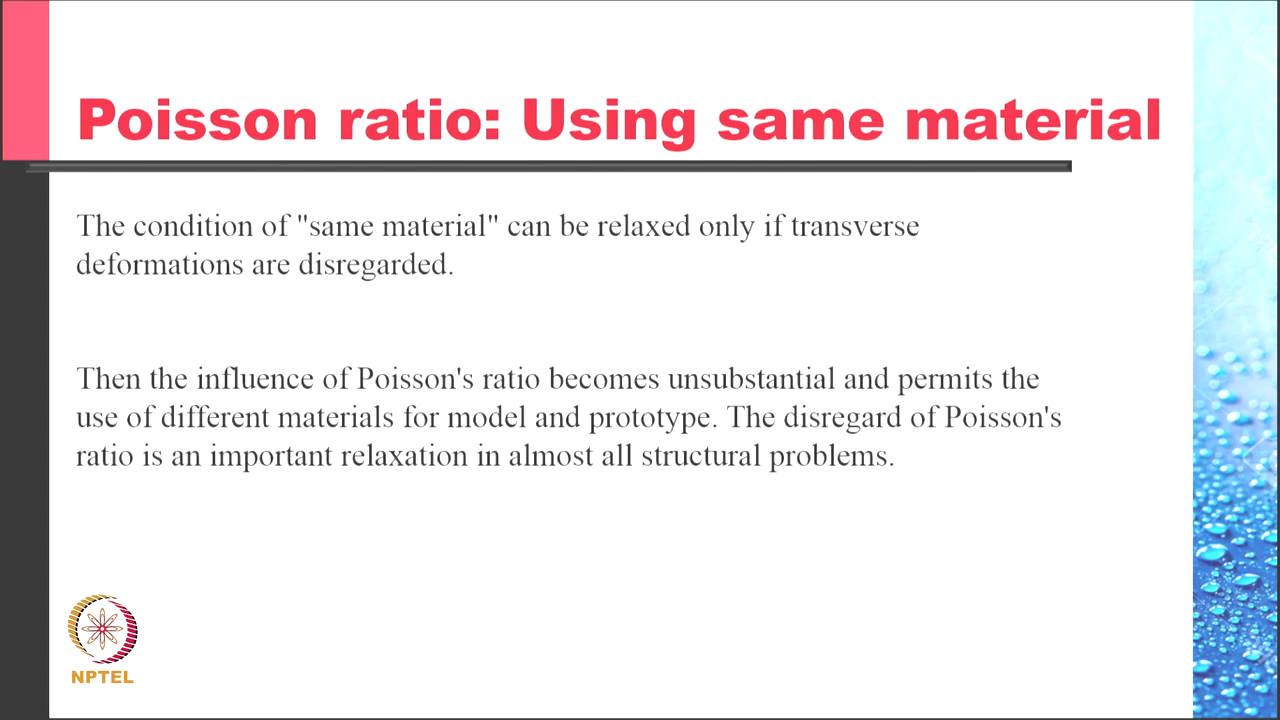 Poisson ratio: Using same material
The condition of "same material" can be relaxed only if transverse
deformations are disregarded.
Then the influence of Poisson's ratio becomes unsubstantial and permits the
use of different materials for model and prototype. The disregard of Poisson's
ratio is an important relaxation in almost all structural problems.
NPTEL